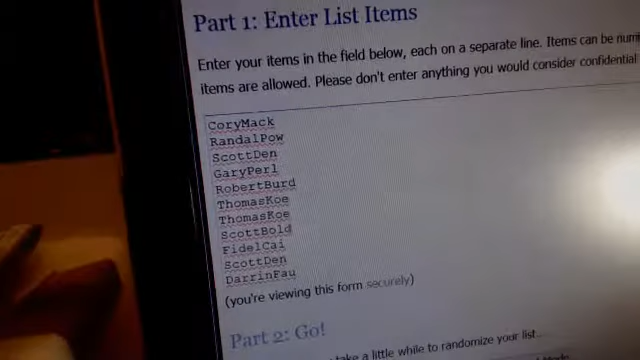 Part 1: Enter List Items
Enter your items in the field below, each on a separate line. Items can be
items are allowed. Please don't enter anything you would consider confidential
CoryMack
RandalPow
ScottDen
GaryPerl
RobertBurd
ThomasKoe
ThomasKoe
ScottBold
FidelCai
ScottDen
DarrinFau
(you're viewing this form securely)
Part 2: Go!
take a little while to randomize your list.